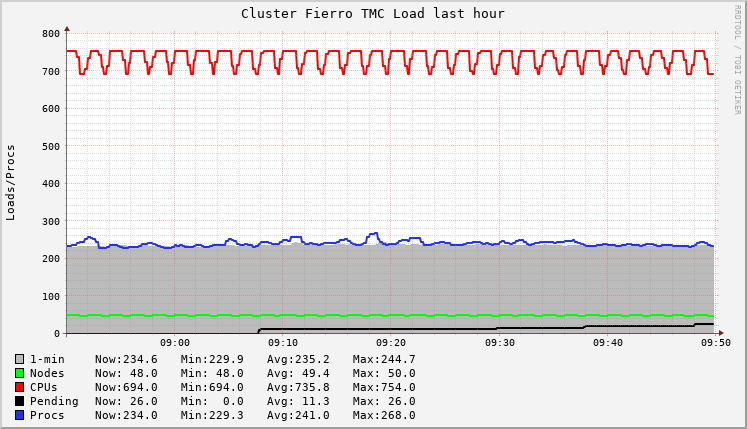 Cluster Fierro TMC Load last hour
RRDTOOL / TOBI OETIKER
Loads/Procs
800
700
600
500
400
300
200
100
0
09:00 09:10 09:20 09:30 09:40 09:50
1-min Now:234.6 Min:229.9 Avg:235.2 Max:244.7
Nodes Now: 48.0 Min: 48.0 Avg: 49.4 Max: 50.0
CPUs Now:694.0 Min:694.0 Avg:735.8 Max:754.0
Pending Now: 26.0 Min: 0.0 Avg: 11.3 Max: 26.0
Procs Now:234.0 Min:229.3 Avg:241.0 Max:268.0